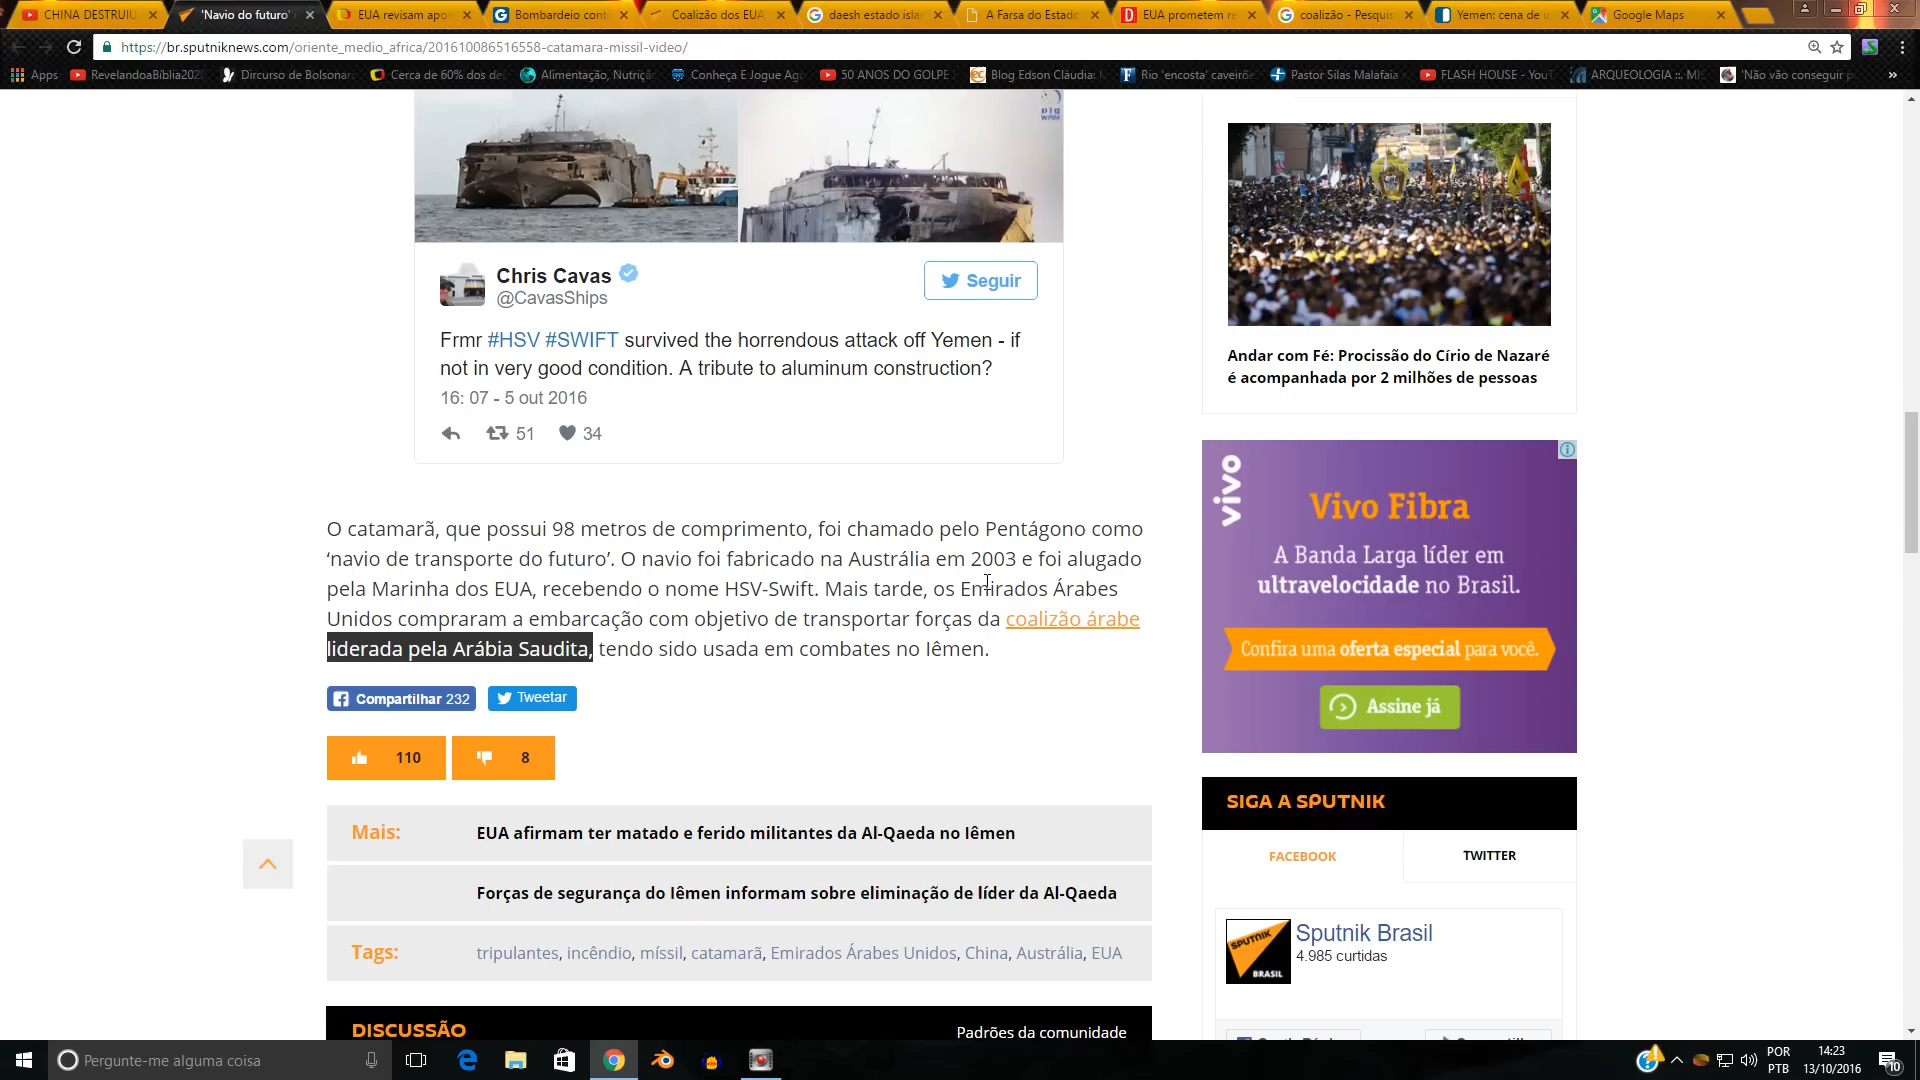 CHINA DESTRUIU
'Navio do futuro'
EUA revisam apo
Bombardeio cont
Coalizão dos EUA
daesh estado isla
A Farsa do Estado
EUA prometem re
coalizão - Pesquis
Yemen: cena de u
Google Maps
https://br.sputniknews.com/oriente_medio_africa/201610086516558-catamara-missil-video/
Apps
RevelandoaBíblia202
Dircurso de Bolsonar
Cerca de 60% dos de
Alimentação, Nutriçã
Conheça E Jogue Ago
50 ANOS DO GOLPE
Blog Edson Cláudia:
Rio 'encosta' caveirõe
Pastor Silas Malafaia
FLASH HOUSE - YouT
ARQUEOLOGIA ::. MIS
'Não vão conseguir p
Chris Cavas
@CavasShips
Seguir
Frmr #HSV #SWIFT survived the horrendous attack off Yemen - if
not in very good condition. A tribute to aluminum construction?
16: 07 - 5 out 2016
51
34
O catamarã, que possui 98 metros de comprimento, foi chamado pelo Pentágono como
‘navio de transporte do futuro’. O navio foi fabricado na Austrália em 2003 e foi alugado
pela Marinha dos EUA, recebendo o nome HSV-Swift. Mais tarde, os Emirados Árabes
Unidos compraram a embarcação com objetivo de transportar forças da coalizão árabe
liderada pela Arábia Saudita, tendo sido usada em combates no Iêmen.
Compartilhar 232
Tweetar
110
8
Mais:
EUA afirmam ter matado e ferido militantes da Al-Qaeda no Iêmen
Forças de segurança do Iêmen informam sobre eliminação de líder da Al-Qaeda
Tags:
tripulantes, incêndio, míssil, catamarã, Emirados Árabes Unidos, China, Austrália, EUA
DISCUSSÃO
Padrões da comunidade
Andar com Fé: Procissão do Círio de Nazaré
é acompanhada por 2 milhões de pessoas
vivo
Vivo Fibra
A Banda Larga líder em
ultravelocidade no Brasil.
Confira uma oferta especial para você.
Assine já
SIGA A SPUTNIK
FACEBOOK
TWITTER
SPUTNIK
BRASIL
Sputnik Brasil
4.985 curtidas
Pergunte-me alguma coisa
POR
PTB
14:23
13/10/2016
10